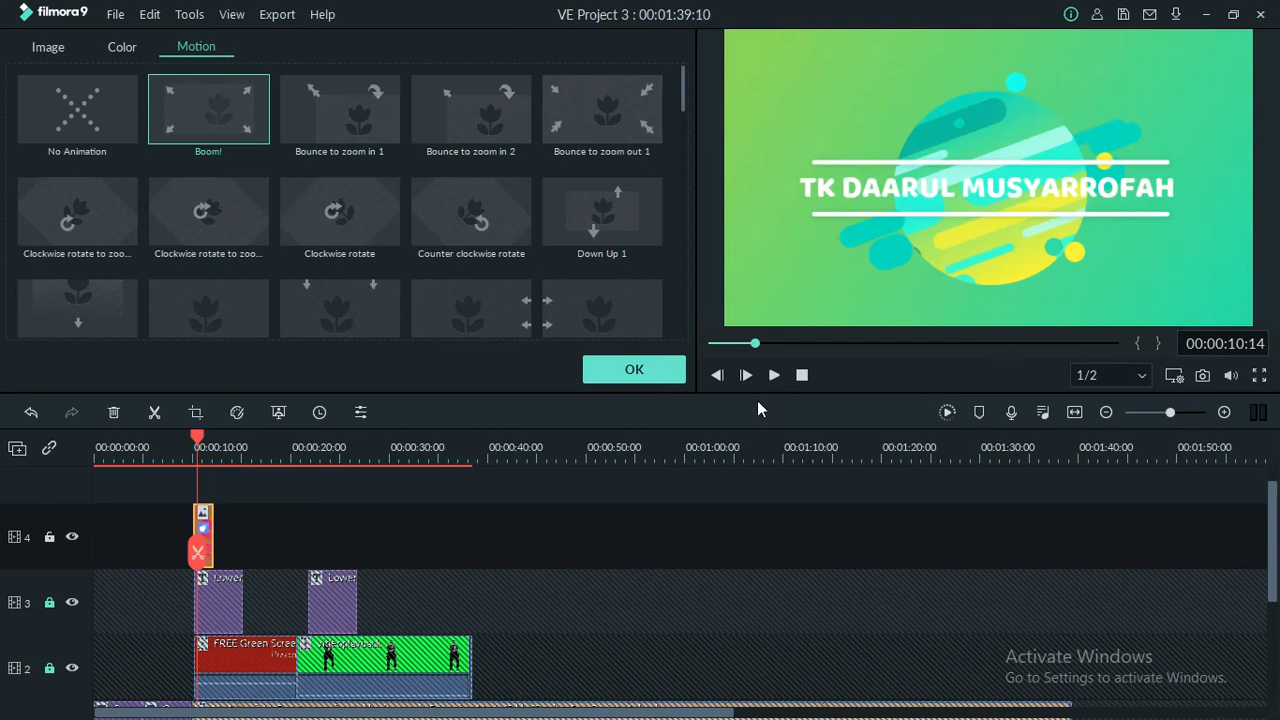 filmora9
File Edit Tools View Export Help
VE Project 3 : 00:01:39:10
Image Color Motion
No Animation Boom! Bounce to zoom in 1 Bounce to zoom in 2 Bounce to zoom out 1
Clockwise rotate to zoo... Clockwise rotate to zoo... Clockwise rotate Counter clockwise rotate Down Up 1
OK
TK DAARUL MUSYARROFAH
00:00:10:14
1/2
00:00:00:00 00:00:10:00 00:00:20:00 00:00:30:00 00:00:40:00 00:00:50:00 00:01:00:00 00:01:10:00 00:01:20:00 00:01:30:00 00:01:40:00 00:01:50:00
4
3
Lower Lower
2
FREE Green Scree
videoplayback
Activate Windows
Go to Settings to activate Windows.